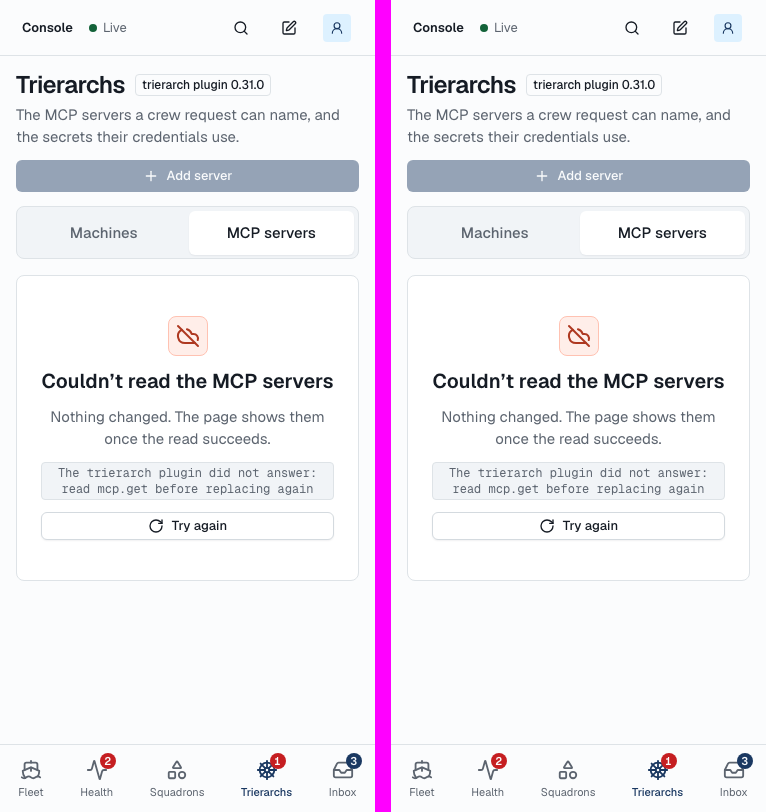 Console Live
Trierarchs trierarch plugin 0.31.0
The MCP servers a crew request can name, and
the secrets their credentials use.
Add server
Machines MCP servers
Couldn’t read the MCP servers
Nothing changed. The page shows them
once the read succeeds.
The trierarch plugin did not answer:
read mcp.get before replacing again
Try again
2 1 3
Fleet Health Squadrons Trierarchs Inbox
Console Live
Trierarchs trierarch plugin 0.31.0
The MCP servers a crew request can name, and
the secrets their credentials use.
Add server
Machines MCP servers
Couldn’t read the MCP servers
Nothing changed. The page shows them
once the read succeeds.
The trierarch plugin did not answer:
read mcp.get before replacing again
Try again
2 1 3
Fleet Health Squadrons Trierarchs Inbox